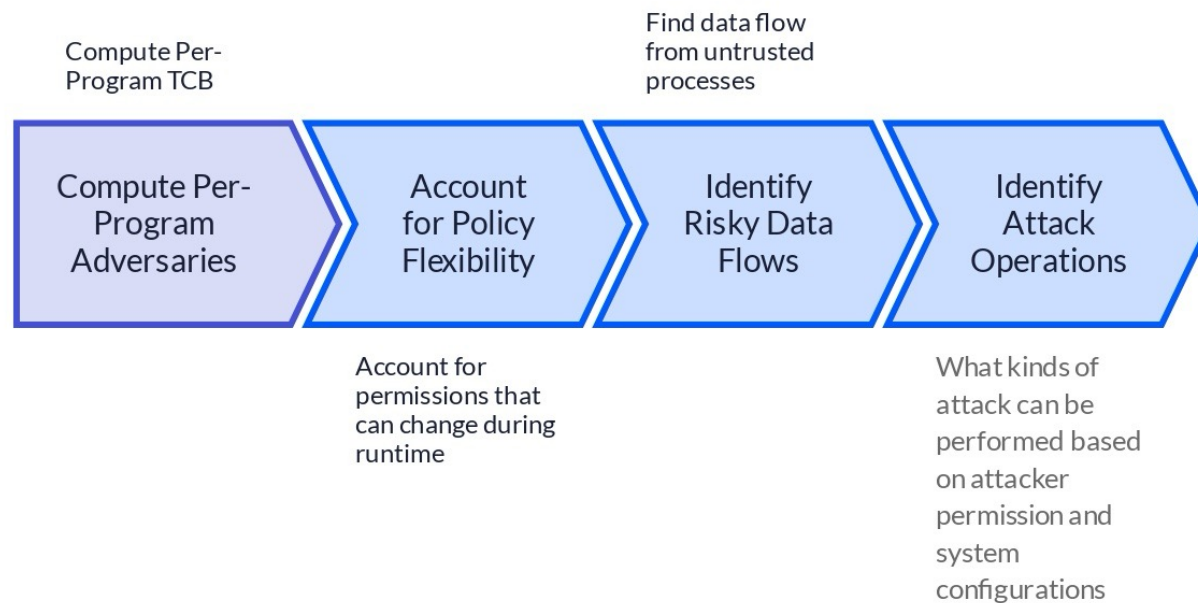 Compute Per-
Program TCB
Find data flow
from untrusted
processes
Compute Per-
Program
Adversaries
Account
for Policy
Flexibility
Identify
Risky Data
Flows
Identify
Attack
Operations
Account for
permissions that
can change during
runtime
What kinds of
attack can be
performed based
on attacker
permission and
system
configurations